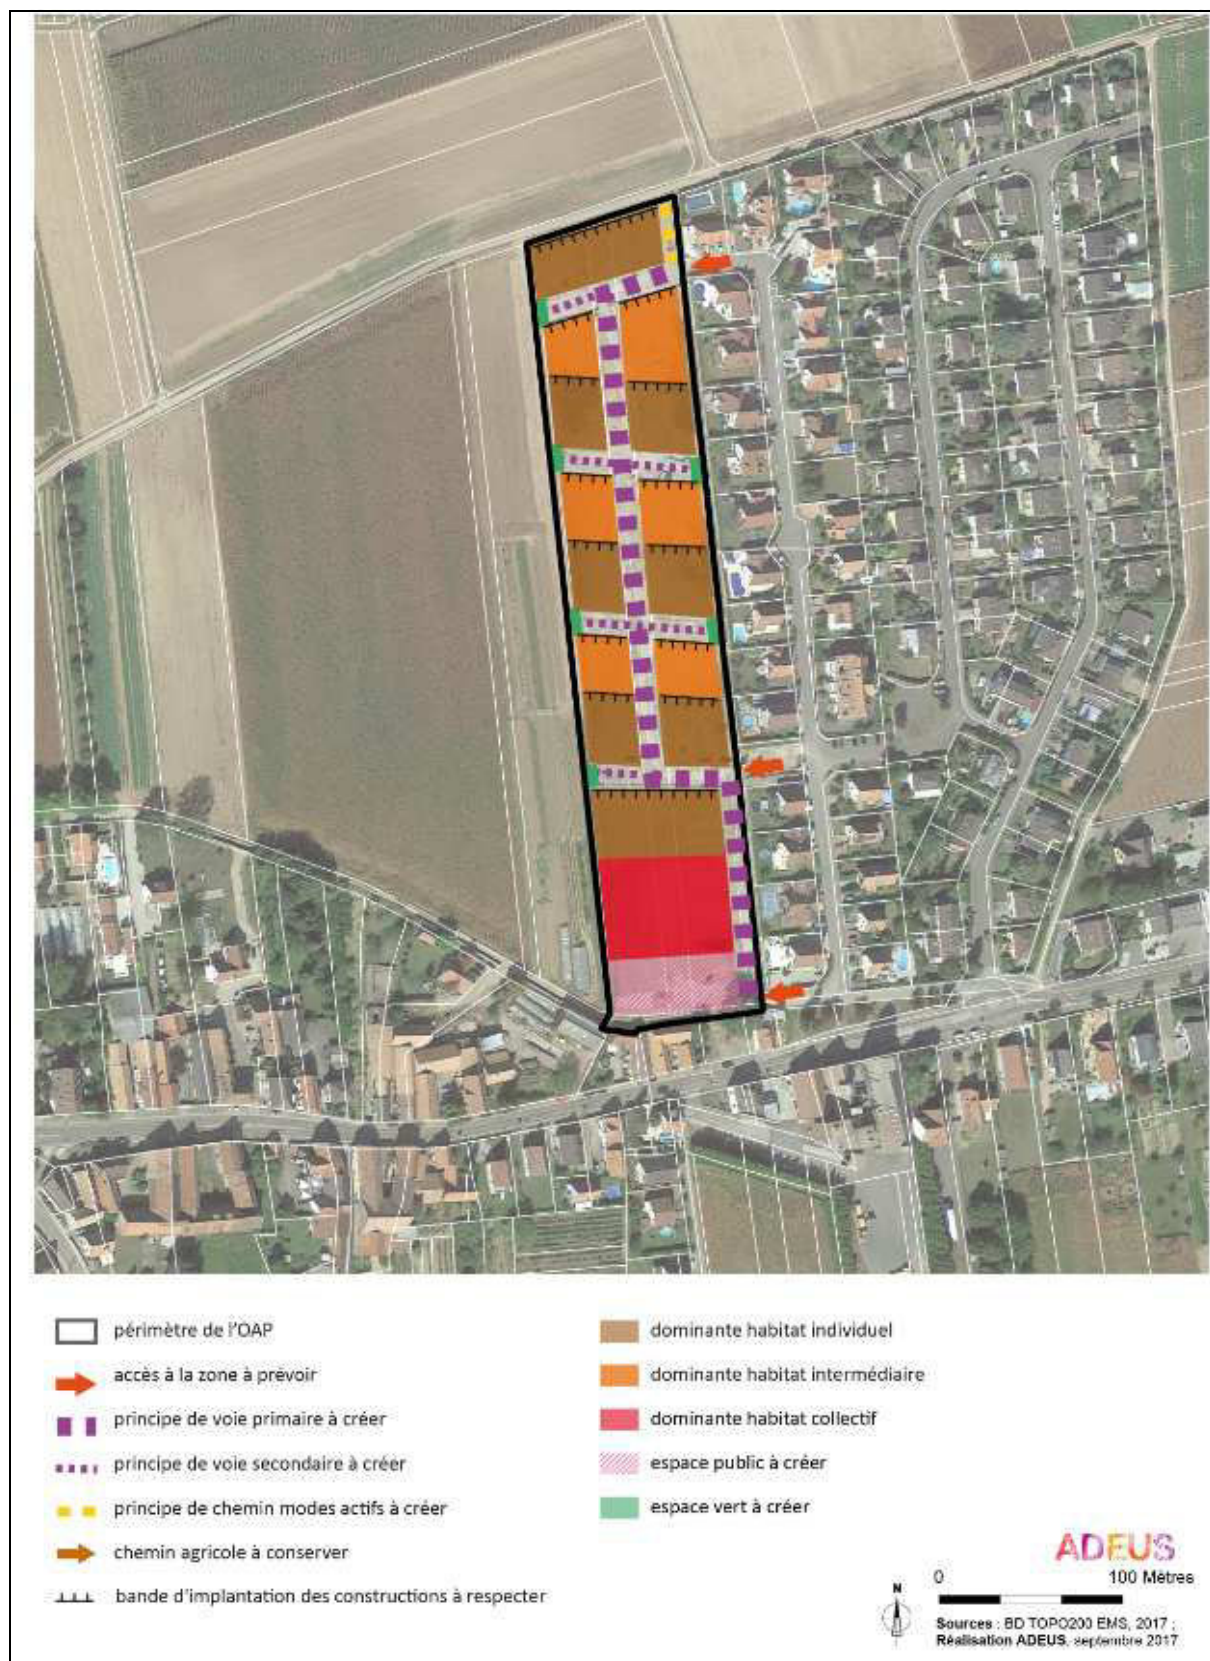 périmètre de l'OAP
accès à la zone à prévoir
principe de voie primaire à créer
principe de voie secondaire à créer
principe de chemin modes actifs à créer
chemin agricole à conserver
bande d'implantation des constructions à respecter
dominante habitat individuel
dominante habitat intermédiaire
dominante habitat collectif
espace public à créer
espace vert à créer
ADEUS
N
0 100 Mètres
Sources : BD TOPO200 EMS, 2017 ;
Réalisation ADEUS, septembre 2017